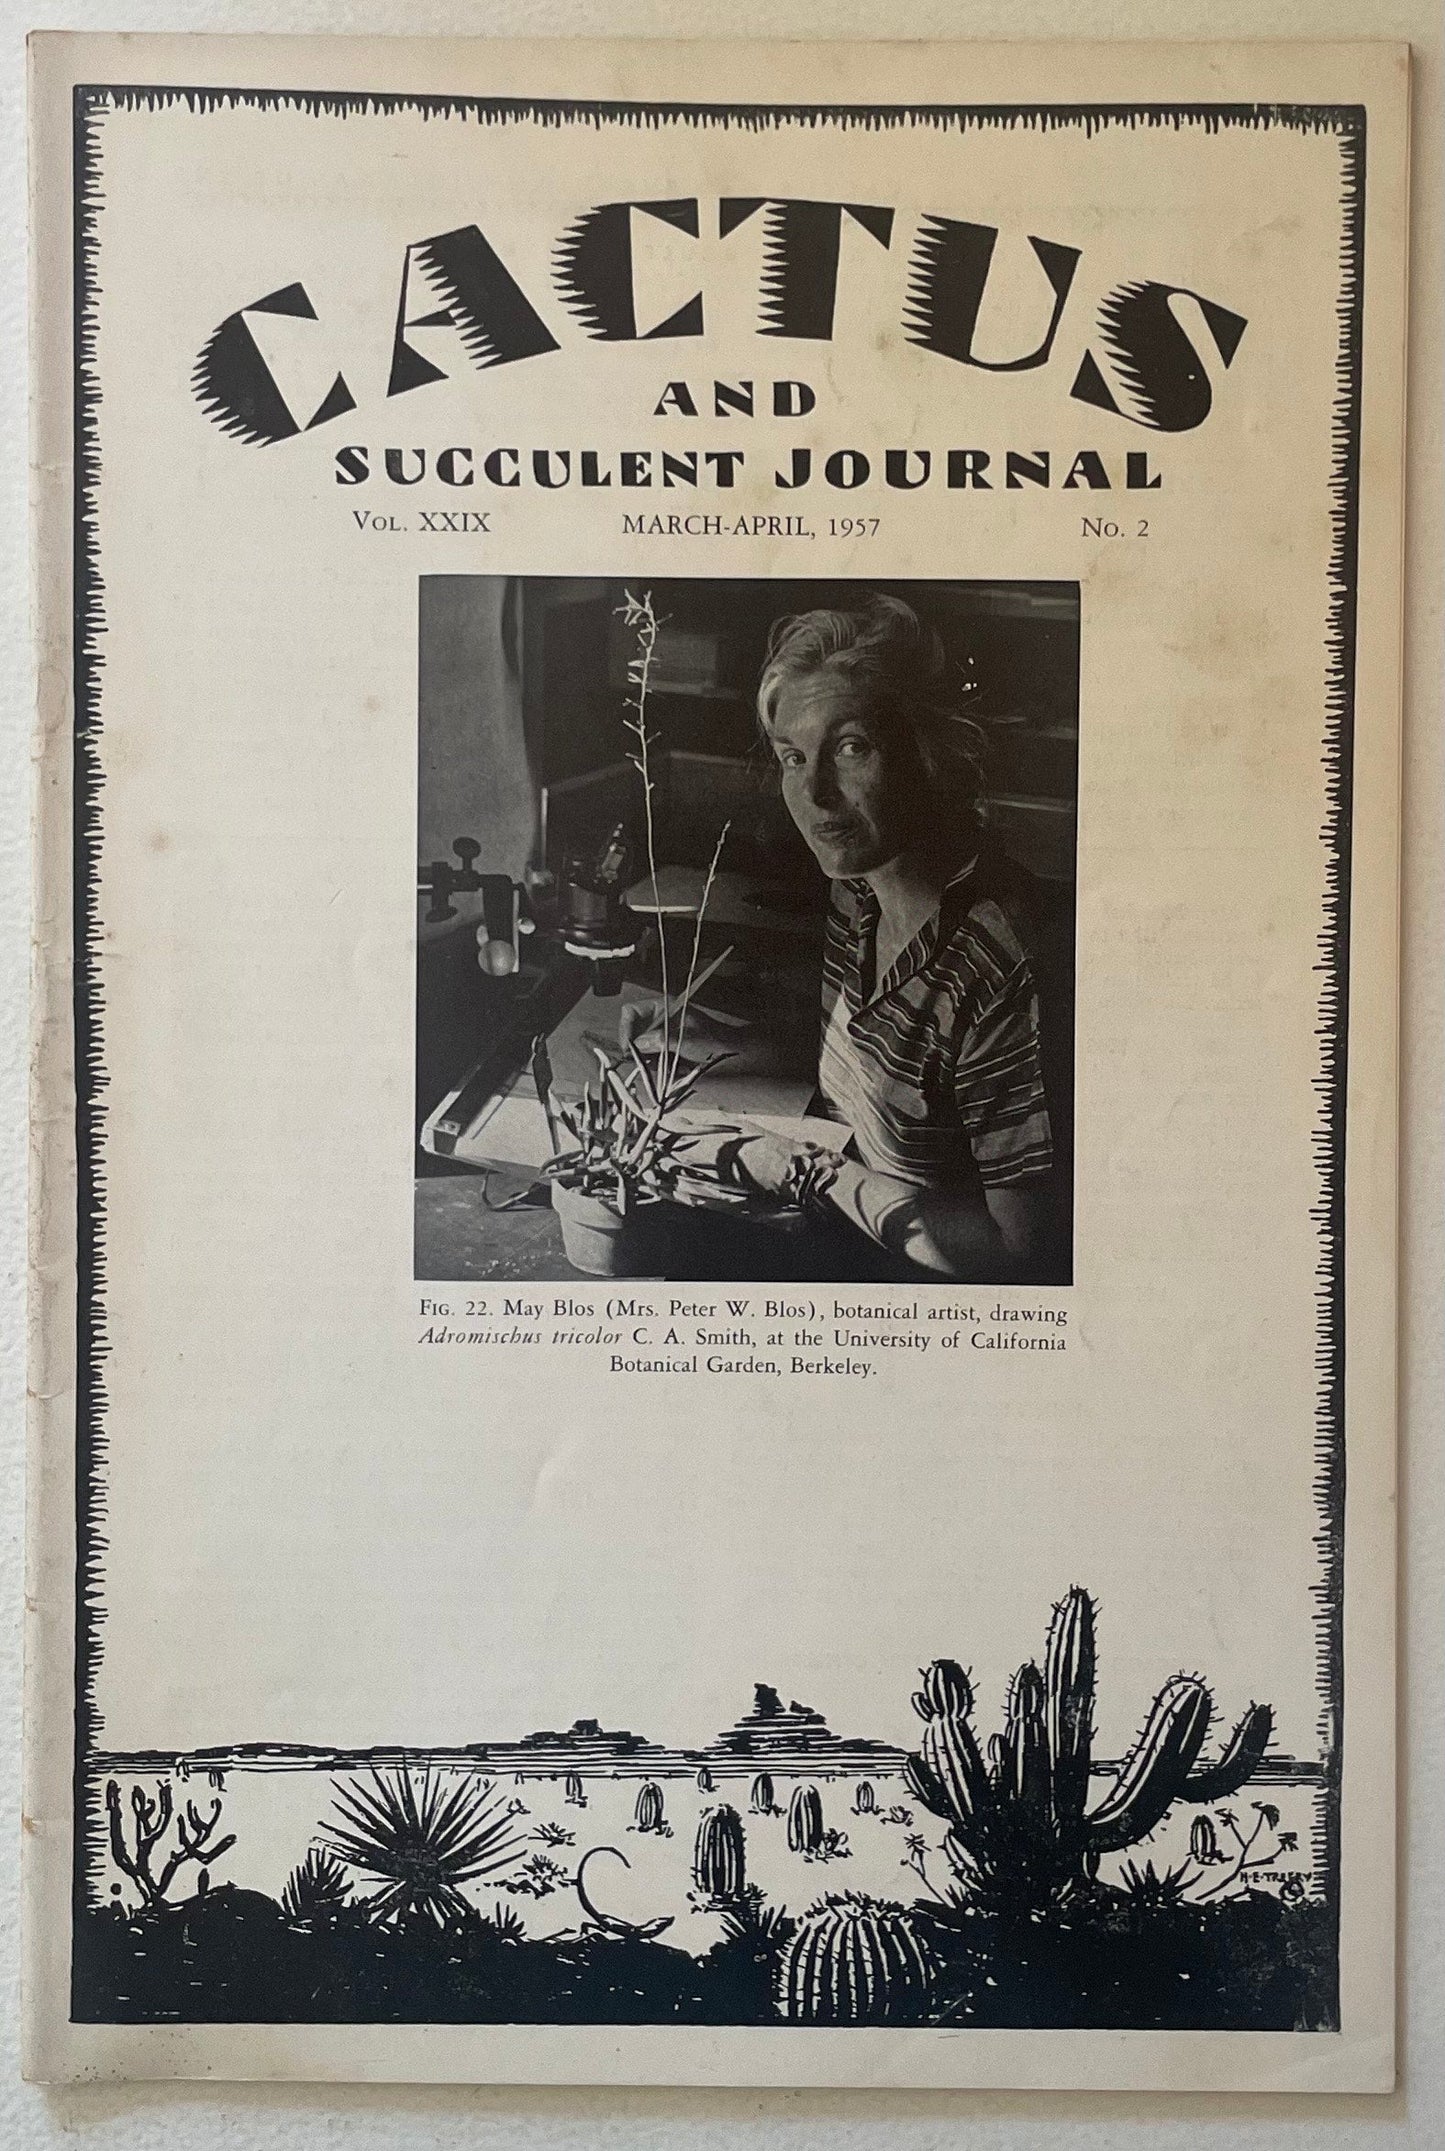 CACTUS
AND
SUCCULENT JOURNAL
VOL. XXIX MARCH-APRIL, 1957 No. 2
FIG. 22. May Blos (Mrs. Peter W. Blos), botanical artist, drawing
Adromischus tricolor C. A. Smith, at the University of California
Botanical Garden, Berkeley.